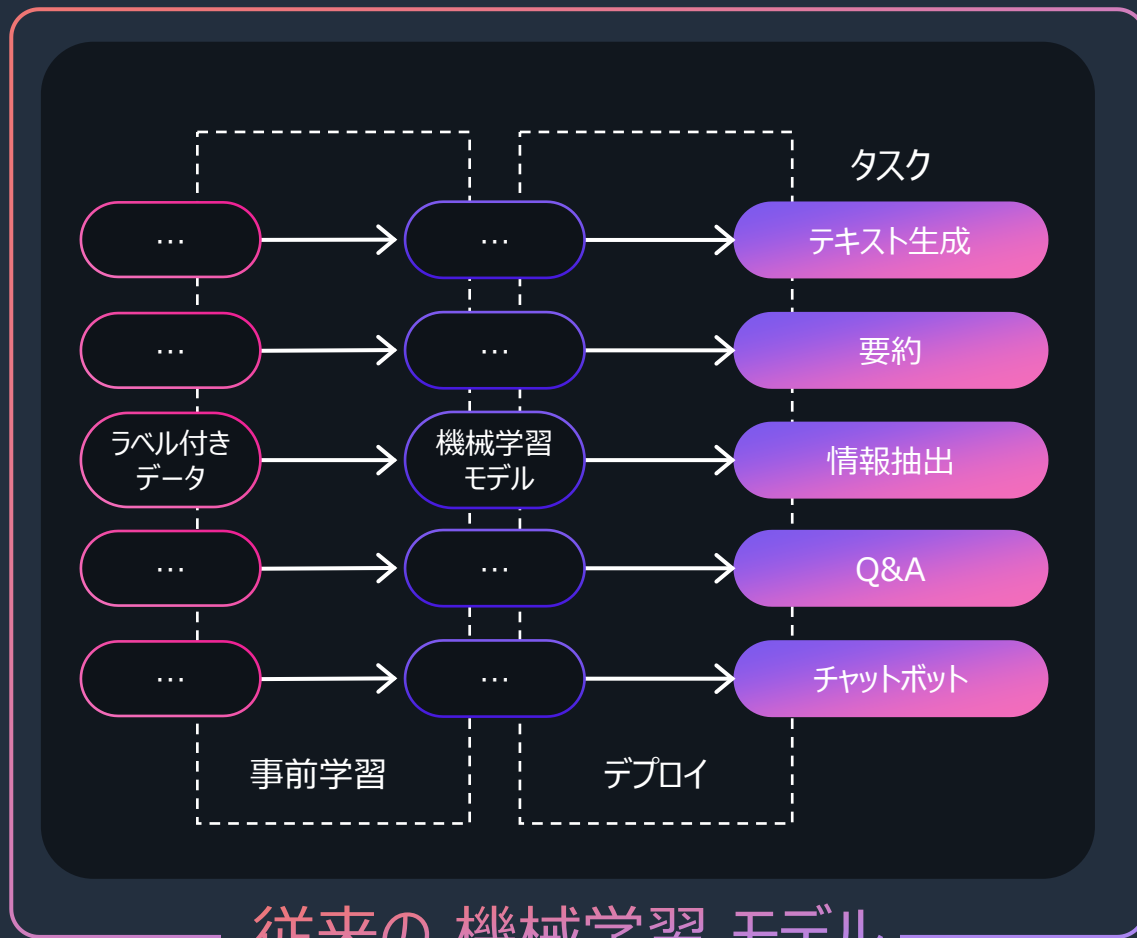 タスク
… … テキスト生成
… … 要約
ラベル付き
データ
機械学習
モデル
情報抽出
… … Q&A
… … チャットボット
事前学習 デプロイ
従来の 機械学習 モデル